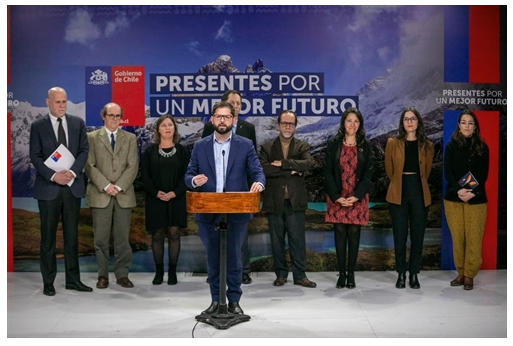 Gobierno de Chile
PRESENTES POR
UN MEJOR FUTURO
PRESENTES POR
UN MEJOR FUTURO